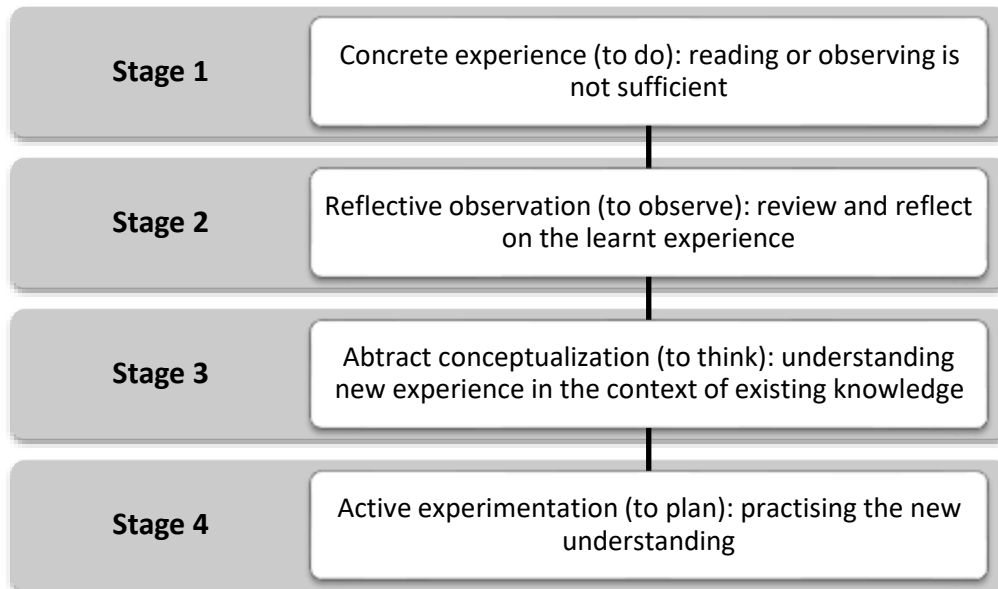 Stage 1
Concrete experience (to do): reading or observing is
not sufficient
Stage 2
Reflective observation (to observe): review and reflect
on the learnt experience
Stage 3
Abtract conceptualization (to think): understanding
new experience in the context of existing knowledge
Stage 4
Active experimentation (to plan): practising the new
understanding